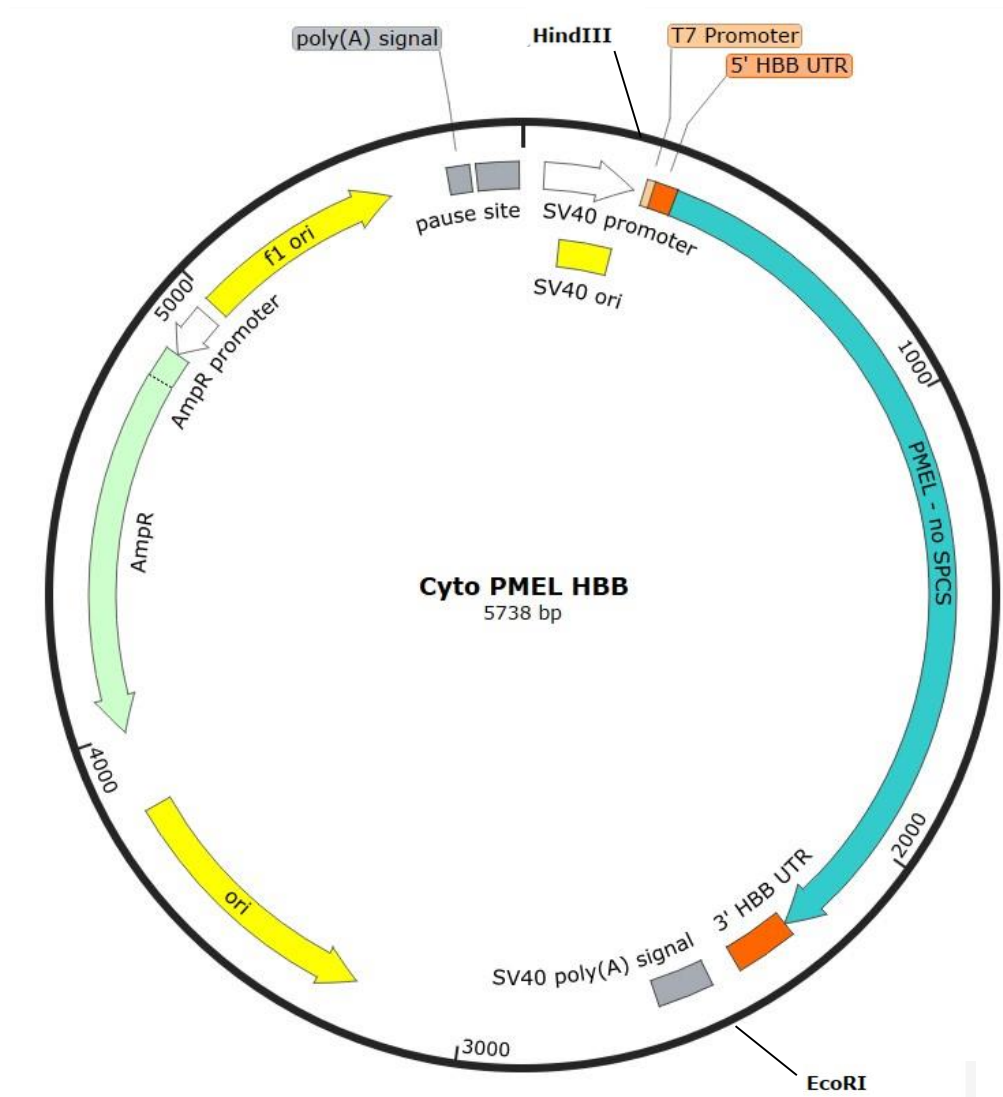 poly(A) signal
HindIII
T7 Promoter
5' HBB UTR
pause site
SV40 promoter
SV40 ori
f1 ori
5000
AmpR promoter
1000
PMEL - no SPCS
AmpR
Cyto PMEL HBB
5738 bp
4000
2000
3' HBB UTR
ori
SV40 poly(A) signal
3000
EcoRI